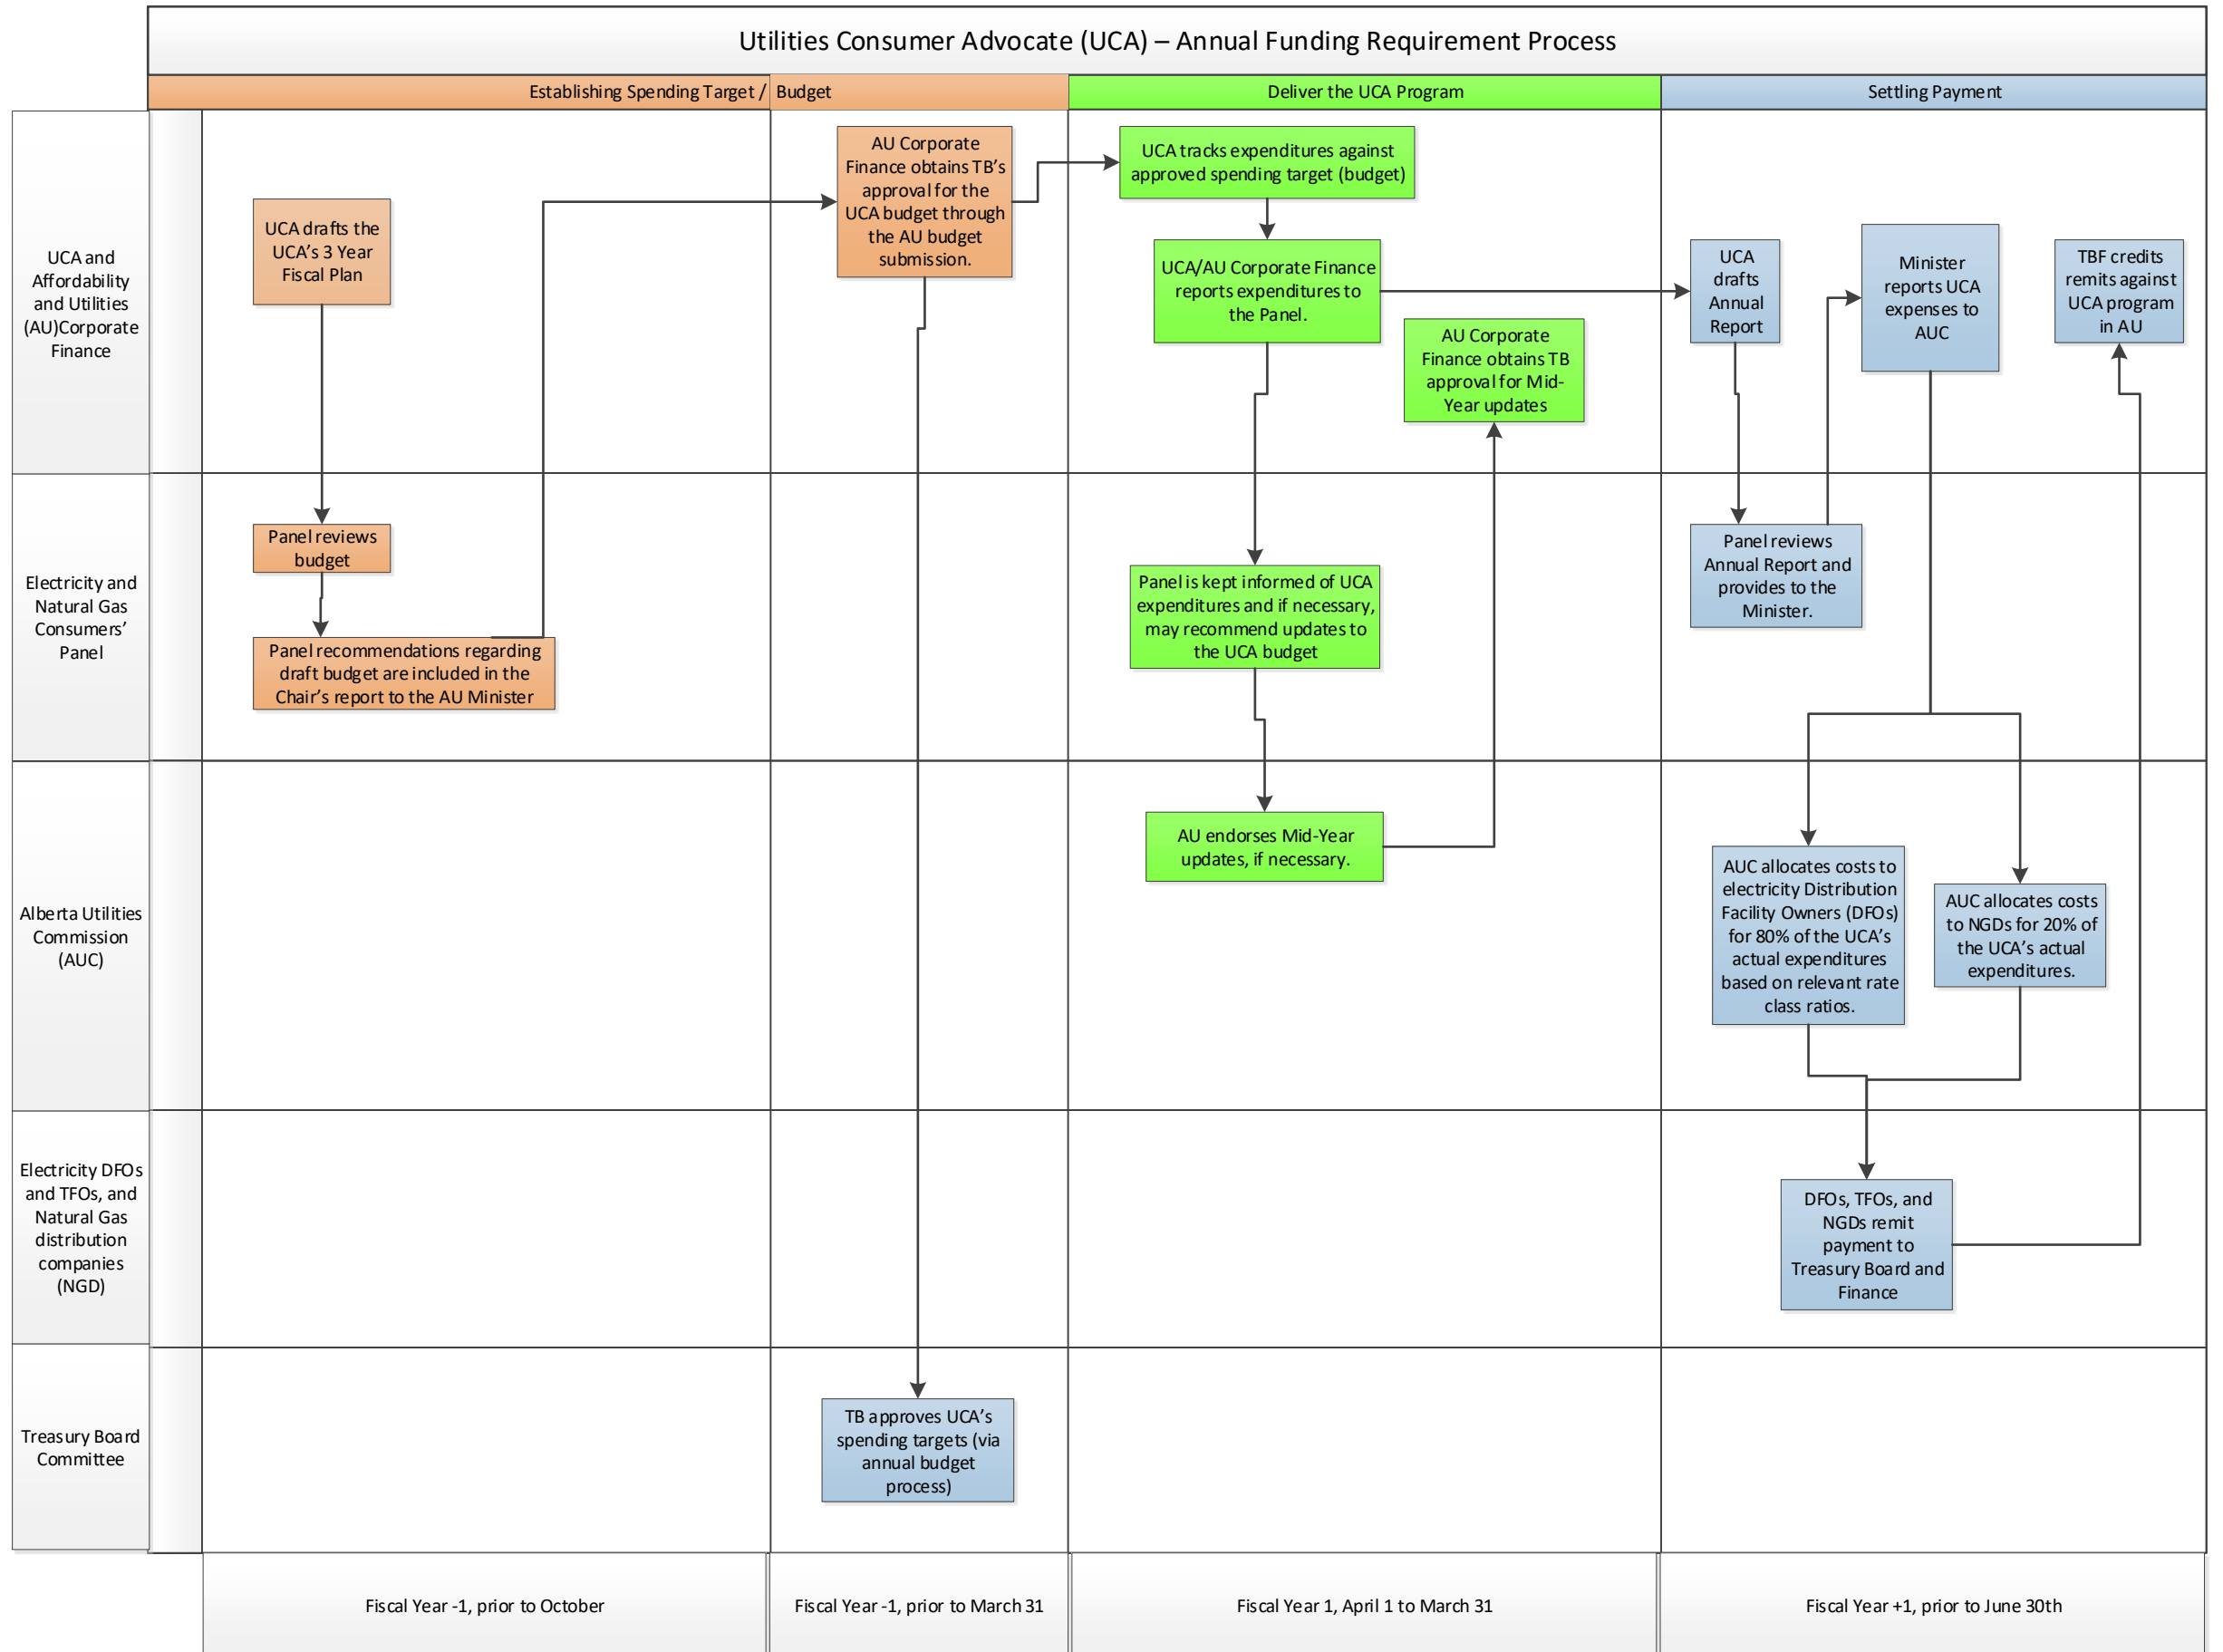 Utilities Consumer Advocate (UCA) – Annual Funding Requirement Process
Establishing Spending Target / Budget
Deliver the UCA Program
Settling Payment
UCA and
Affordability
and Utilities
(AU)Corporate
Finance
UCA drafts the
UCA's 3 Year
Fiscal Plan
AU Corporate
Finance obtains TB's
approval for the
UCA budget through
the AU budget
submission.
UCA tracks expenditures against
approved spending target (budget)
UCA/AU Corporate Finance
reports expenditures to
the Panel.
AU Corporate
Finance obtains TB
approval for Mid-
Year updates
UCA
drafts
Annual
Report
Minister
reports UCA
expenses to
AUC
TBF credits
remits against
UCA program
in AU
Electricity and
Natural Gas
Consumers'
Panel
Panel reviews
budget
Panel recommendations regarding
draft budget are included in the
Chair's report to the AU Minister
Panel is kept informed of UCA
expenditures and if necessary,
may recommend updates to
the UCA budget
Panel reviews
Annual Report and
provides to the
Minister.
Alberta Utilities
Commission
(AUC)
AU endorses Mid-Year
updates, if necessary.
AUC allocates costs to
electricity Distribution
Facility Owners (DFOs)
for 80% of the UCA's
actual expenditures
based on relevant rate
class ratios.
AUC allocates costs
to NGDs for 20% of
the UCA's actual
expenditures.
Electricity DFOs
and TFOs, and
Natural Gas
distribution
companies
(NGD)
DFOs, TFOs, and
NGDs remit
payment to
Treasury Board and
Finance
Treasury Board
Committee
TB approves UCA's
spending targets (via
annual budget
process)
Fiscal Year -1, prior to October
Fiscal Year -1, prior to March 31
Fiscal Year 1, April 1 to March 31
Fiscal Year +1, prior to June 30th